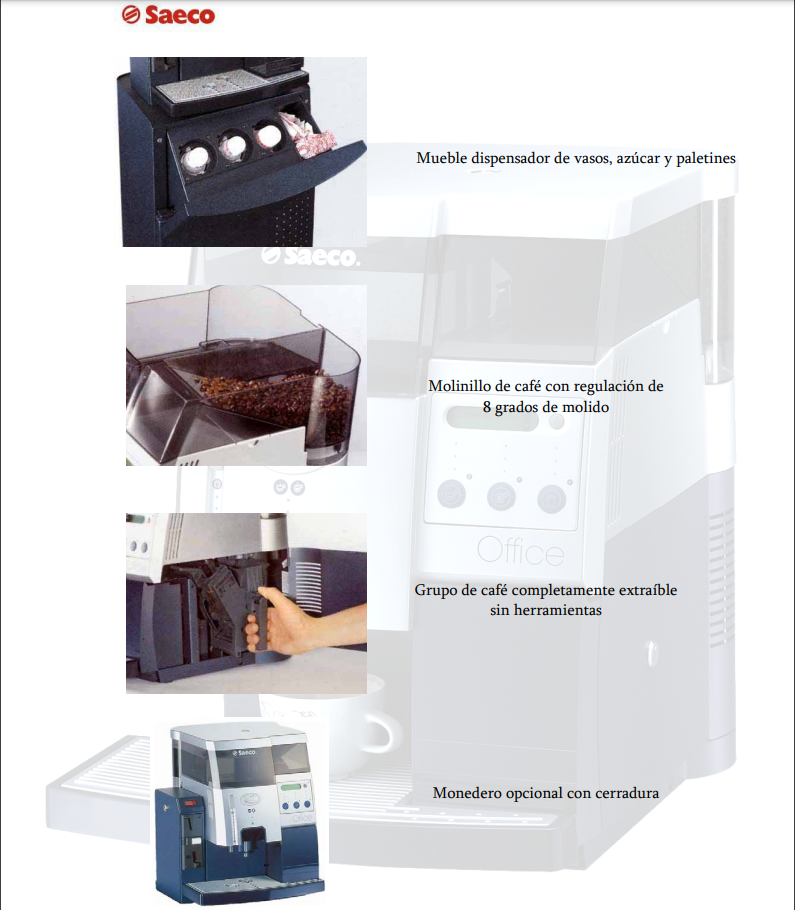 Saeco
Mueble dispensador de vasos, azúcar y paletines
Saeco.
Molinillo de café con regulación de
8 grados de molido
Office
Grupo de café completamente extraíble
sin herramientas
Saeco
Monedero opcional con cerradura
Office